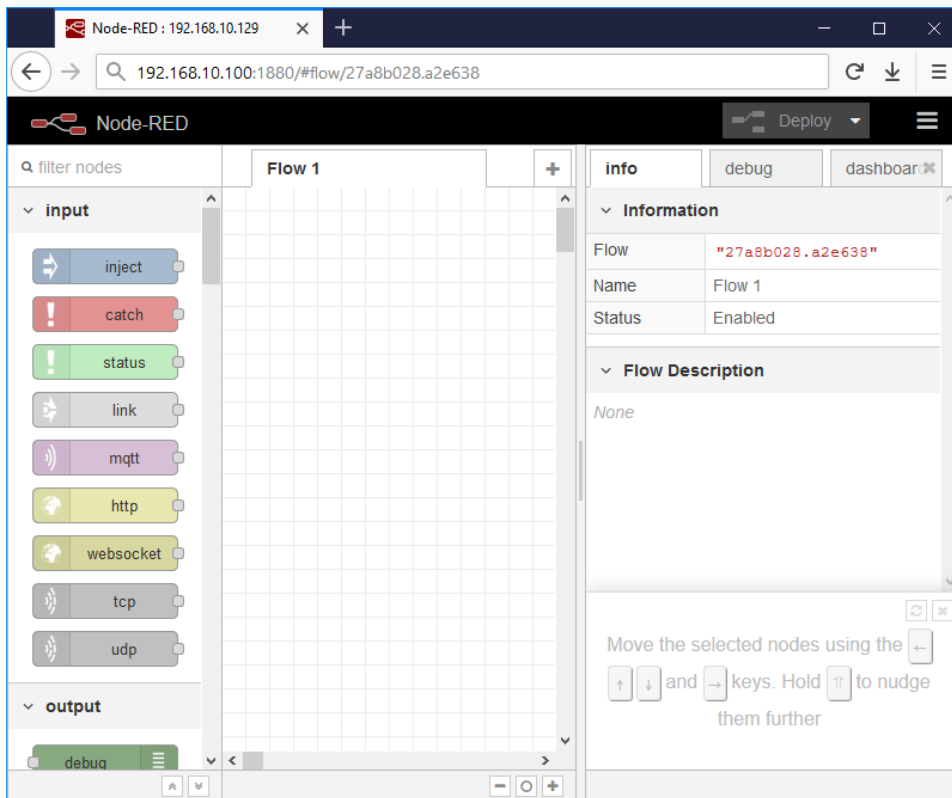 Node-RED : 192.168.10.129
192.168.10.100:1880/#flow/27a8b028.a2e638
Node-RED
Deploy
filter nodes
input
inject
catch
status
link
mqtt
http
websocket
tcp
udp
output
debug
Flow 1
info
debug
dashboard
Information
Flow "27a8b028.a2e638"
Name Flow 1
Status Enabled
Flow Description
None
Move the selected nodes using the ←
↑ ↓ and → keys. Hold ⇧ to nudge
them further